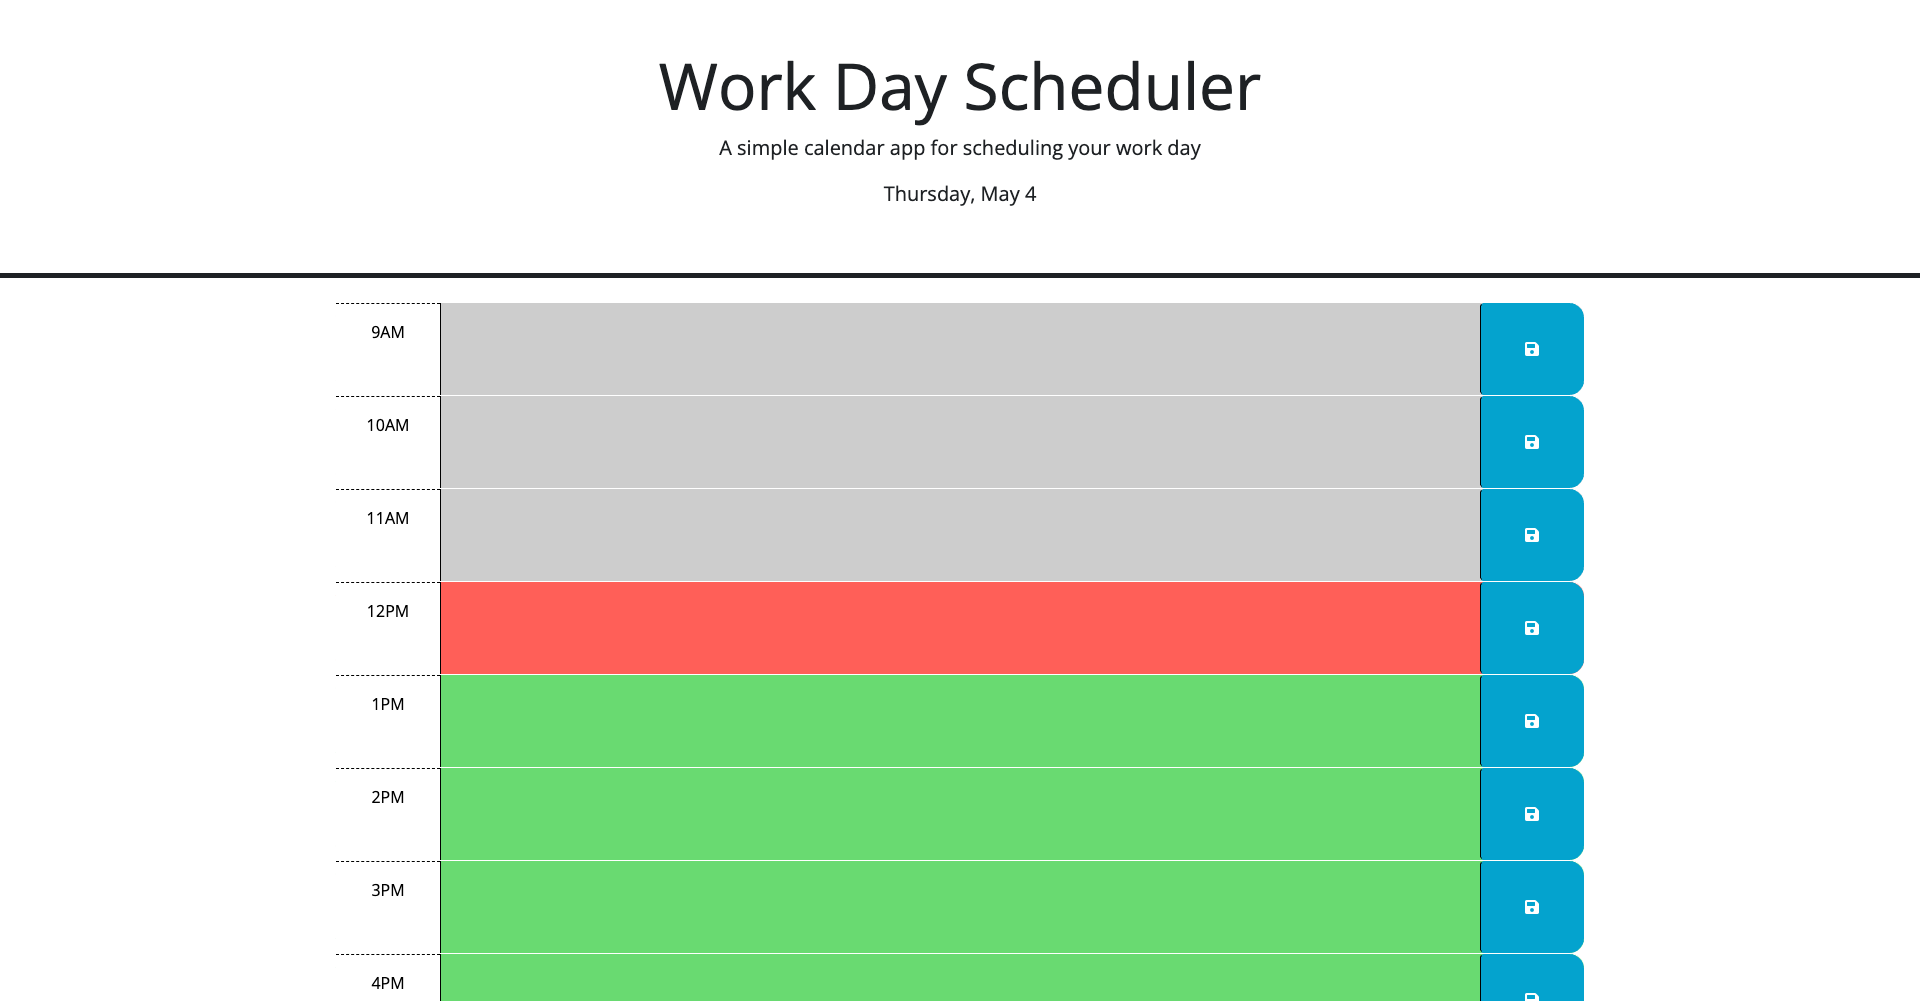 Work Day Scheduler
A simple calendar app for scheduling your work day
Thursday, May 4
9AM
10AM
11AM
12PM
1PM
2PM
3PM
4PM